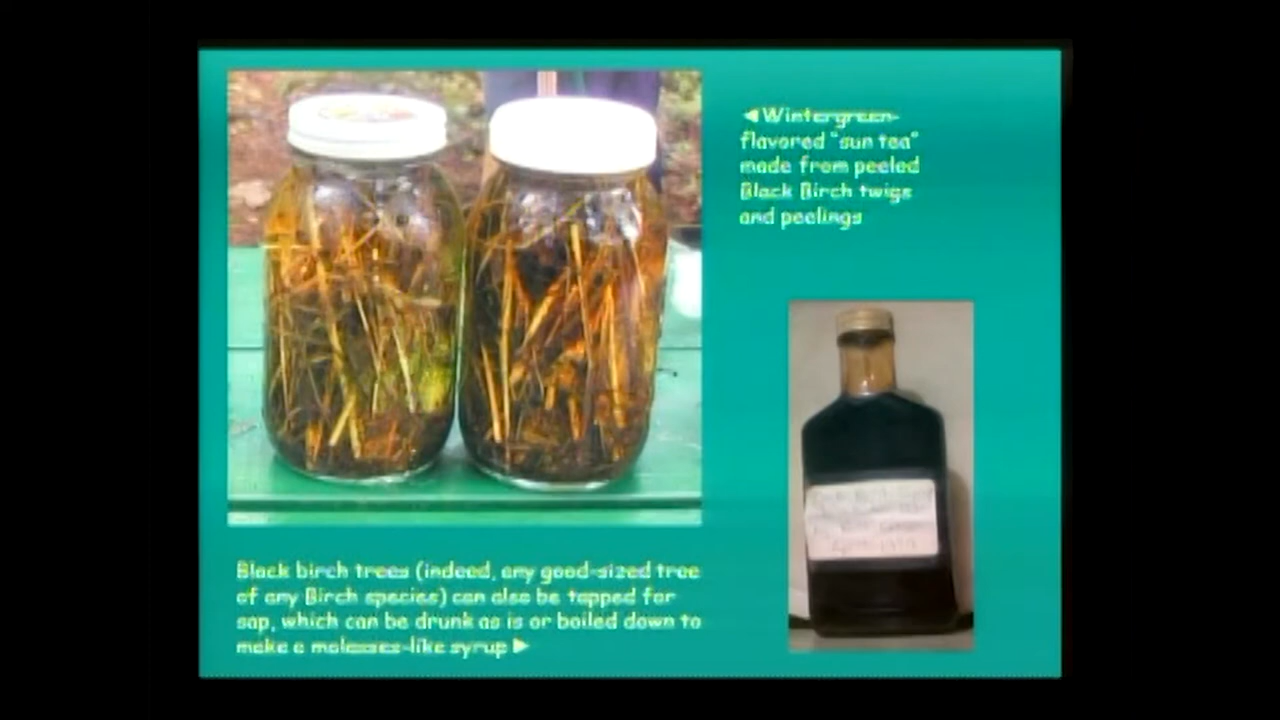 ◀Wintergreen-
flavored "sun tea"
made from peeled
Black Birch twigs
and peelings
Black birch trees (indeed, any good-sized tree
of any Birch species) can also be tapped for
sap, which can be drunk as is or boiled down to
make a molasses-like syrup ▶